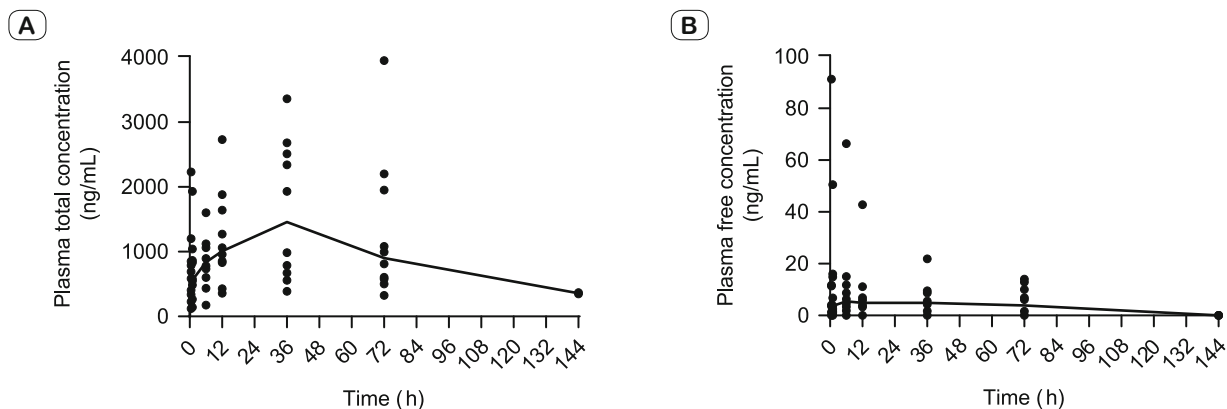 A
Plasma total concentration
(ng/mL)
4000
3000
2000
1000
0
0 12 24 36 48 60 72 84 96 108 120 132 144
Time (h)
B
Plasma free concentration
(ng/mL)
100
80
60
40
20
0
0 12 24 36 48 60 72 84 96 108 120 132 144
Time (h)